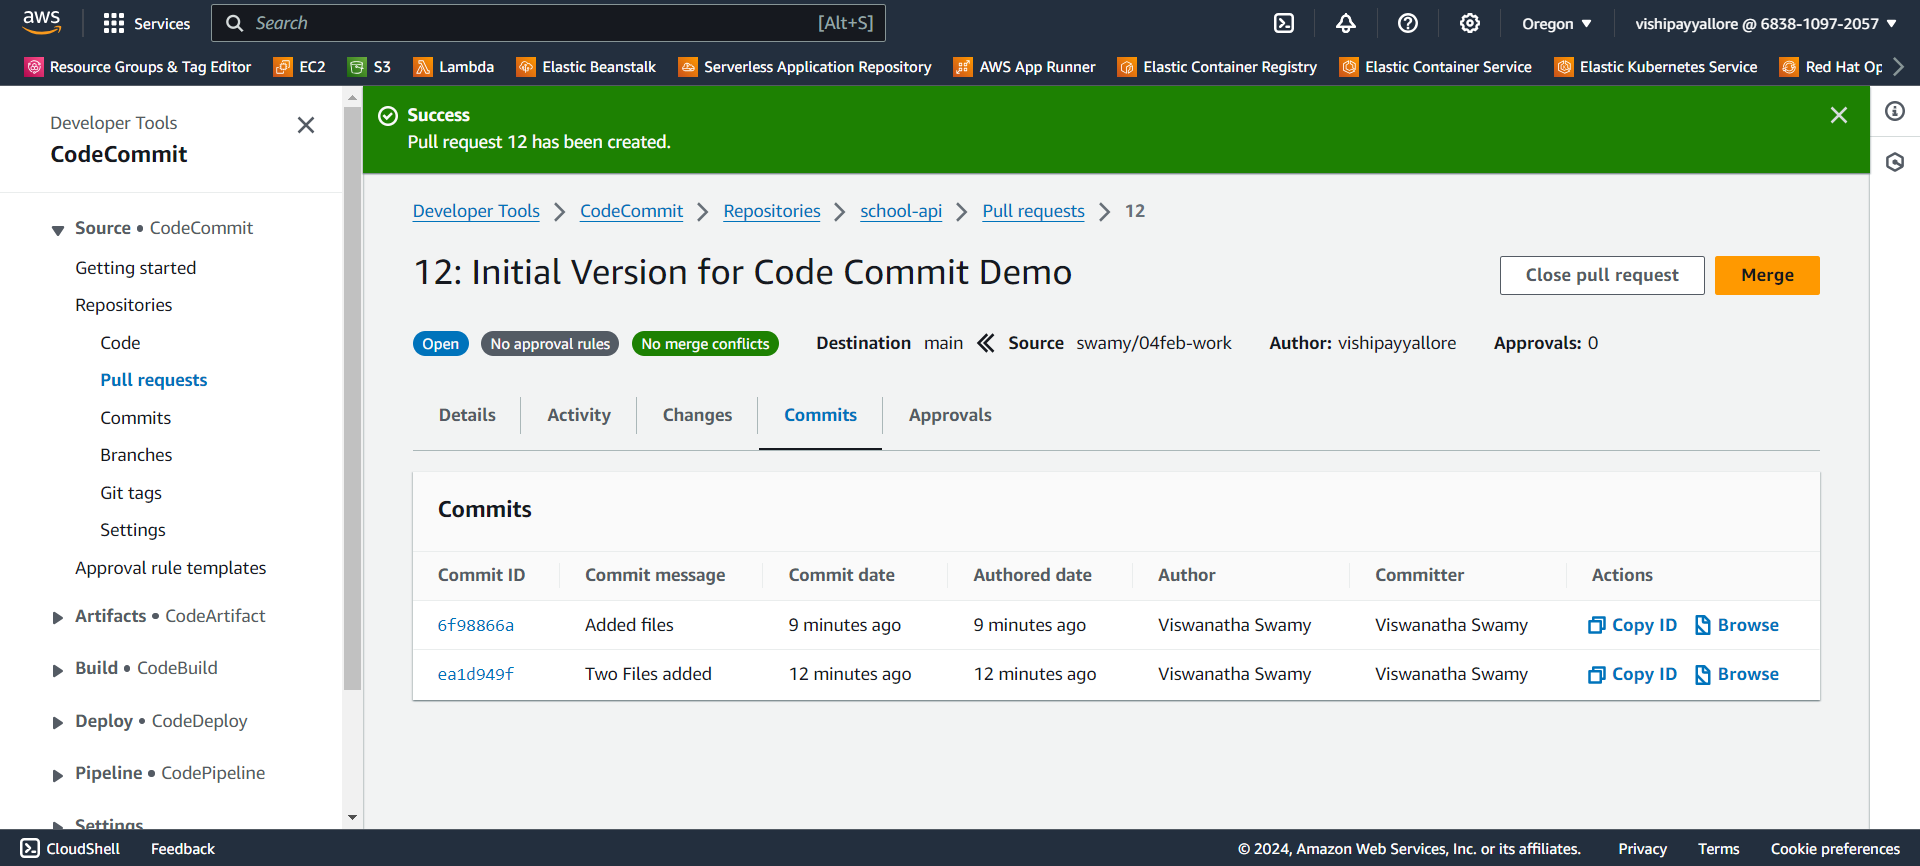 aws
Services
Search
[Alt+S]
Oregon
vishipayyallore @ 6838-1097-2057
Resource Groups & Tag Editor
EC2
S3
Lambda
Elastic Beanstalk
Serverless Application Repository
AWS App Runner
Elastic Container Registry
Elastic Container Service
Elastic Kubernetes Service
Red Hat Op
Developer Tools
CodeCommit
Source • CodeCommit
Getting started
Repositories
Code
Pull requests
Commits
Branches
Git tags
Settings
Approval rule templates
Artifacts • CodeArtifact
Build • CodeBuild
Deploy • CodeDeploy
Pipeline • CodePipeline
Settings
Success
Pull request 12 has been created.
Developer Tools > CodeCommit > Repositories > school-api > Pull requests > 12
12: Initial Version for Code Commit Demo
Close pull request
Merge
Open
No approval rules
No merge conflicts
Destination main
Source swamy/04feb-work
Author: vishipayyallore
Approvals: 0
Details
Activity
Changes
Commits
Approvals
Commits
Commit ID Commit message Commit date Authored date Author Committer Actions
6f98866a Added files 9 minutes ago 9 minutes ago Viswanatha Swamy Viswanatha Swamy Copy ID Browse
ea1d949f Two Files added 12 minutes ago 12 minutes ago Viswanatha Swamy Viswanatha Swamy Copy ID Browse
CloudShell
Feedback
© 2024, Amazon Web Services, Inc. or its affiliates.
Privacy
Terms
Cookie preferences